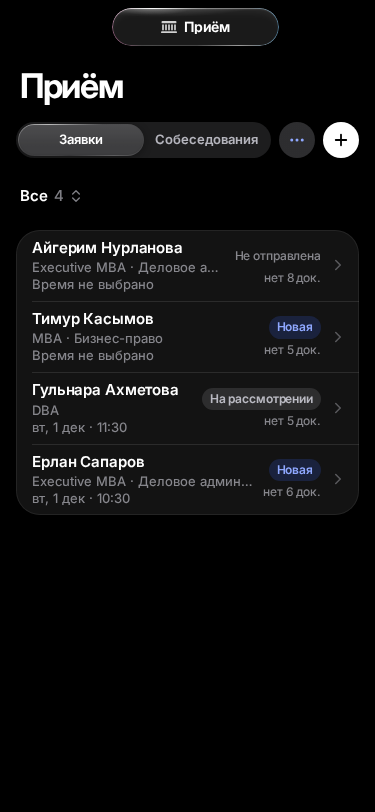 Приём
Приём
Заявки
Собеседования
Все 4
Айгерим Нурланова
Не отправлена
Executive MBA · Деловое а...
нет 8 док.
Время не выбрано
Тимур Касымов
Новая
MBA · Бизнес-право
нет 5 док.
Время не выбрано
Гульнара Ахметова
На рассмотрении
DBA
нет 5 док.
вт, 1 дек · 11:30
Ерлан Сапаров
Новая
Executive MBA · Деловое админ...
нет 6 док.
вт, 1 дек · 10:30